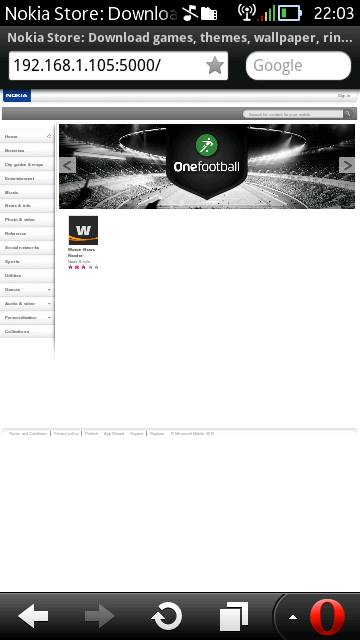 Nokia Store: Downloa
22:03
Nokia Store: Download games, themes, wallpaper, rin...
192.168.1.105:5000/
Google
NOKIA
Sign in
Search for content for your mobile
Home
Business
City guides & maps
Entertainment
Music
News & info
Photo & video
Reference
Social networks
Sports
Utilities
Games
Audio & video
Personalisation
Collections
Onefootball
w
Waave News
Reader
News & info
Terms and Conditions
Privacy policy
Publish
App Wizard
Support
Register
© Microsoft Mobile 2015